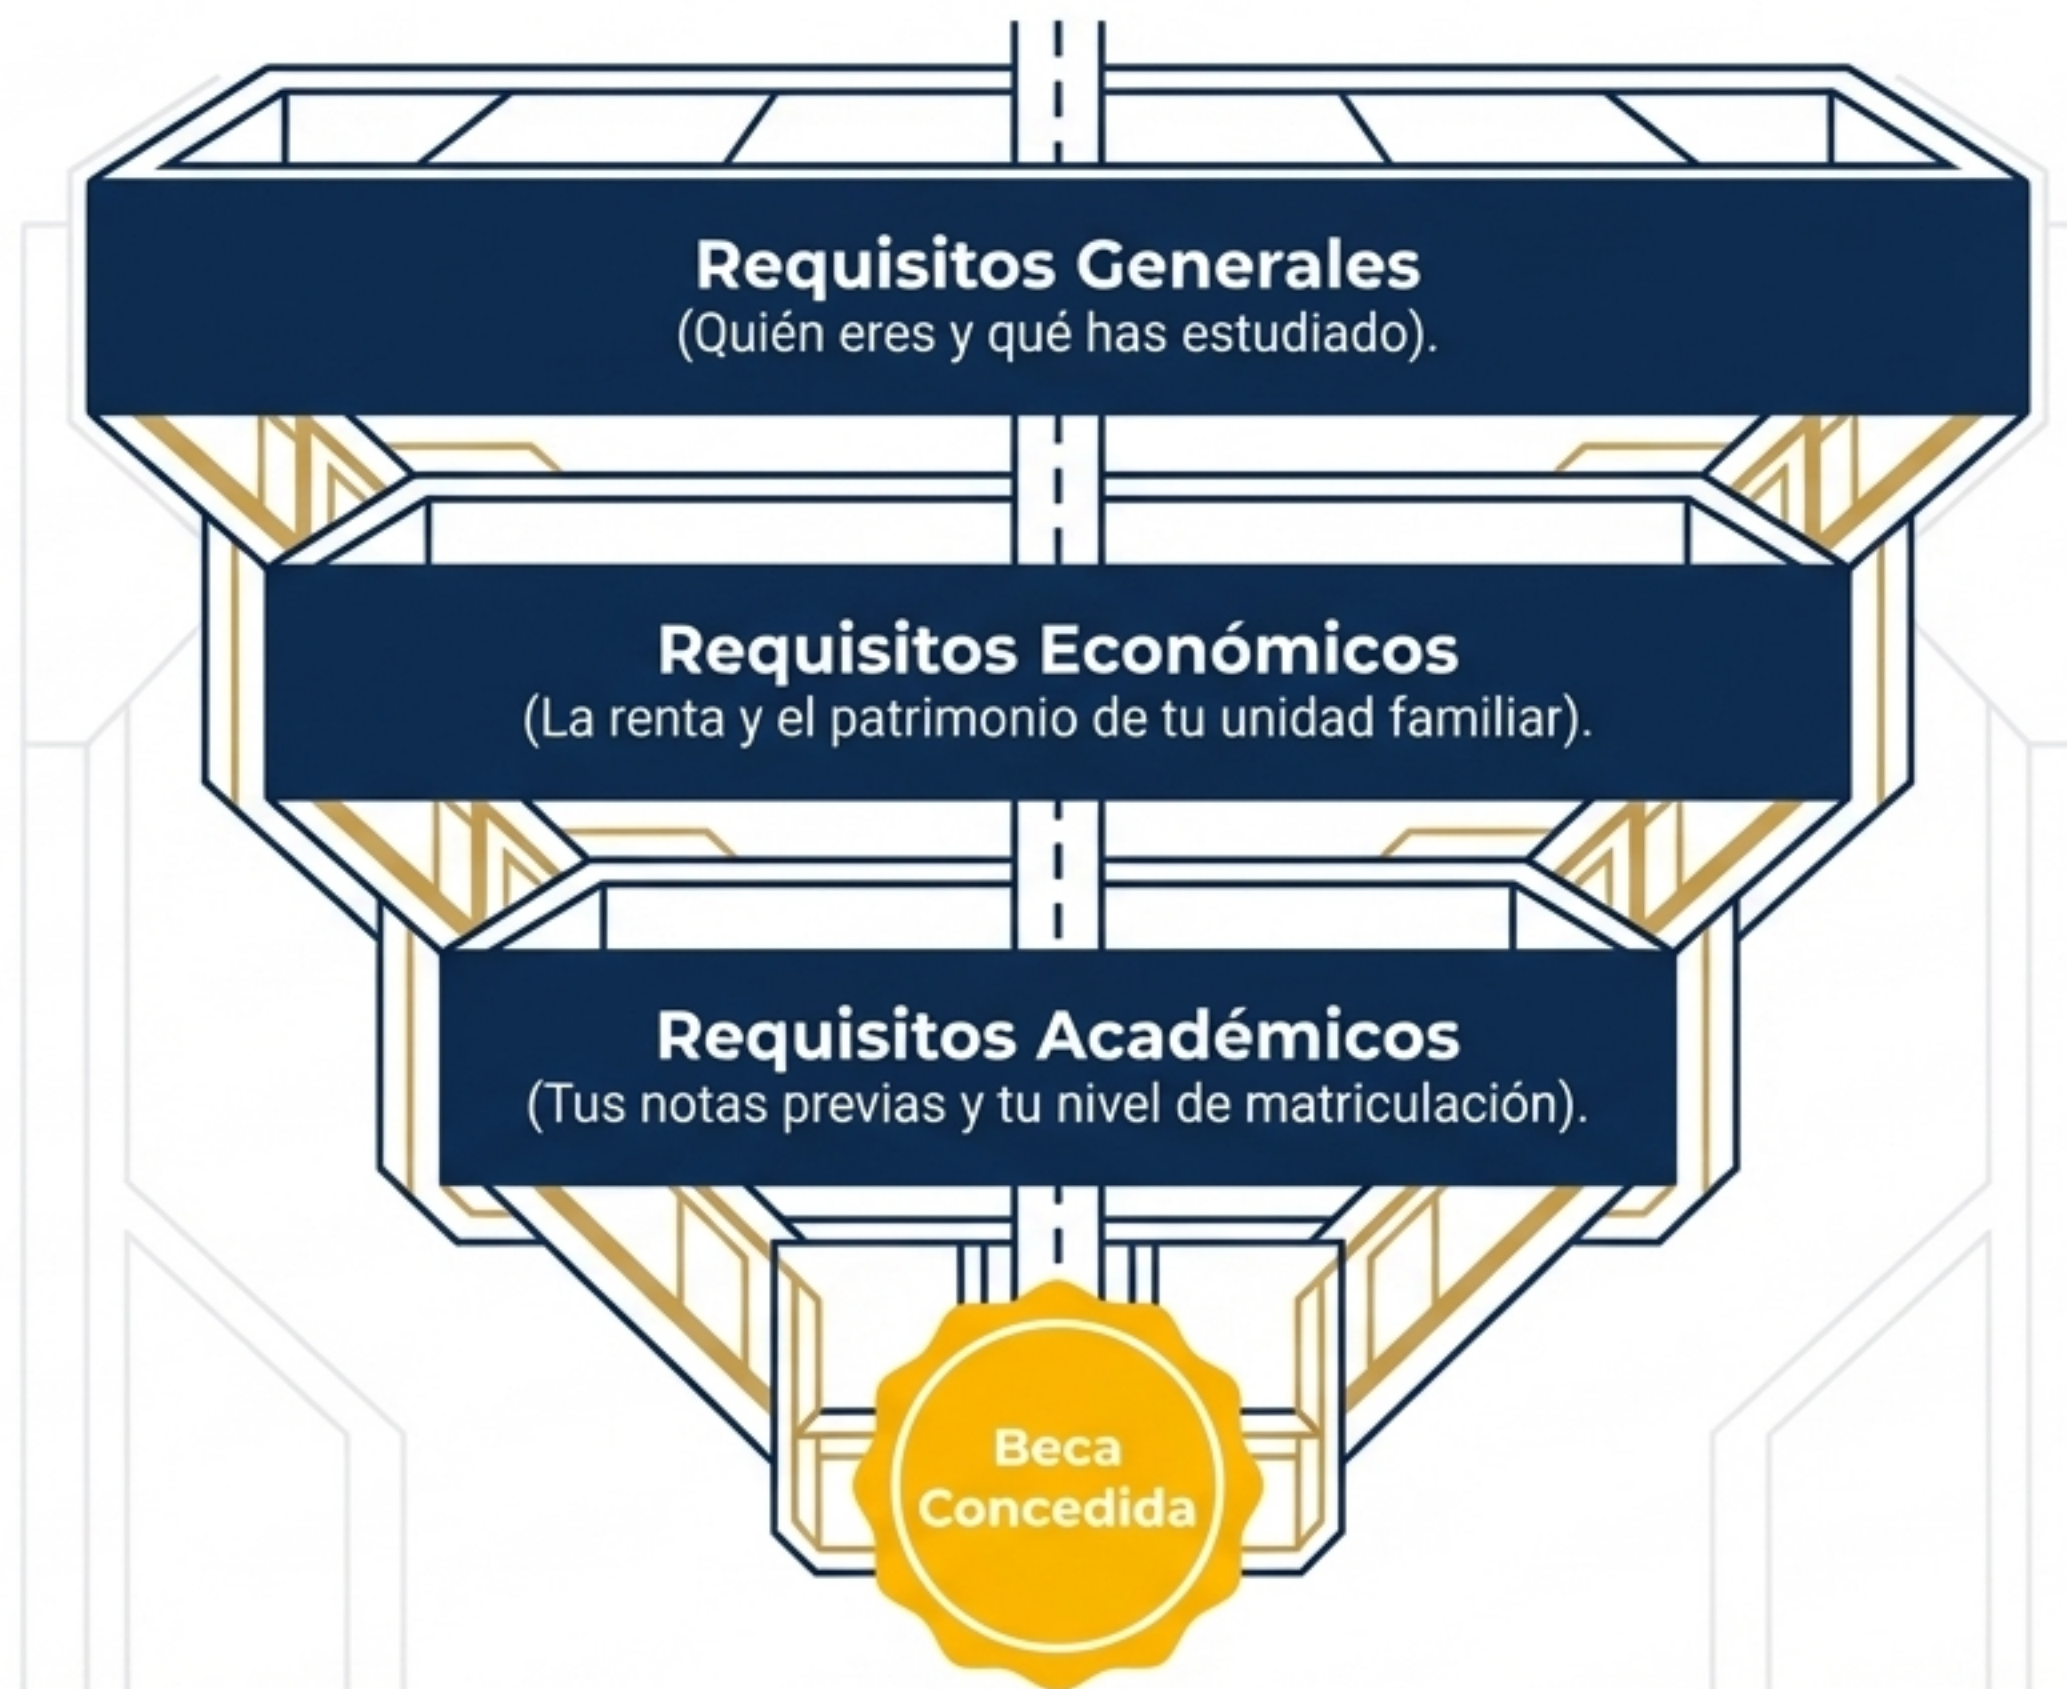 Requisitos Generales
(Quién eres y qué has estudiado).
Requisitos Económicos
(La renta y el patrimonio de tu unidad familiar).
Requisitos Académicos
(Tus notas previas y tu nivel de matriculación).
Beca
Concedida